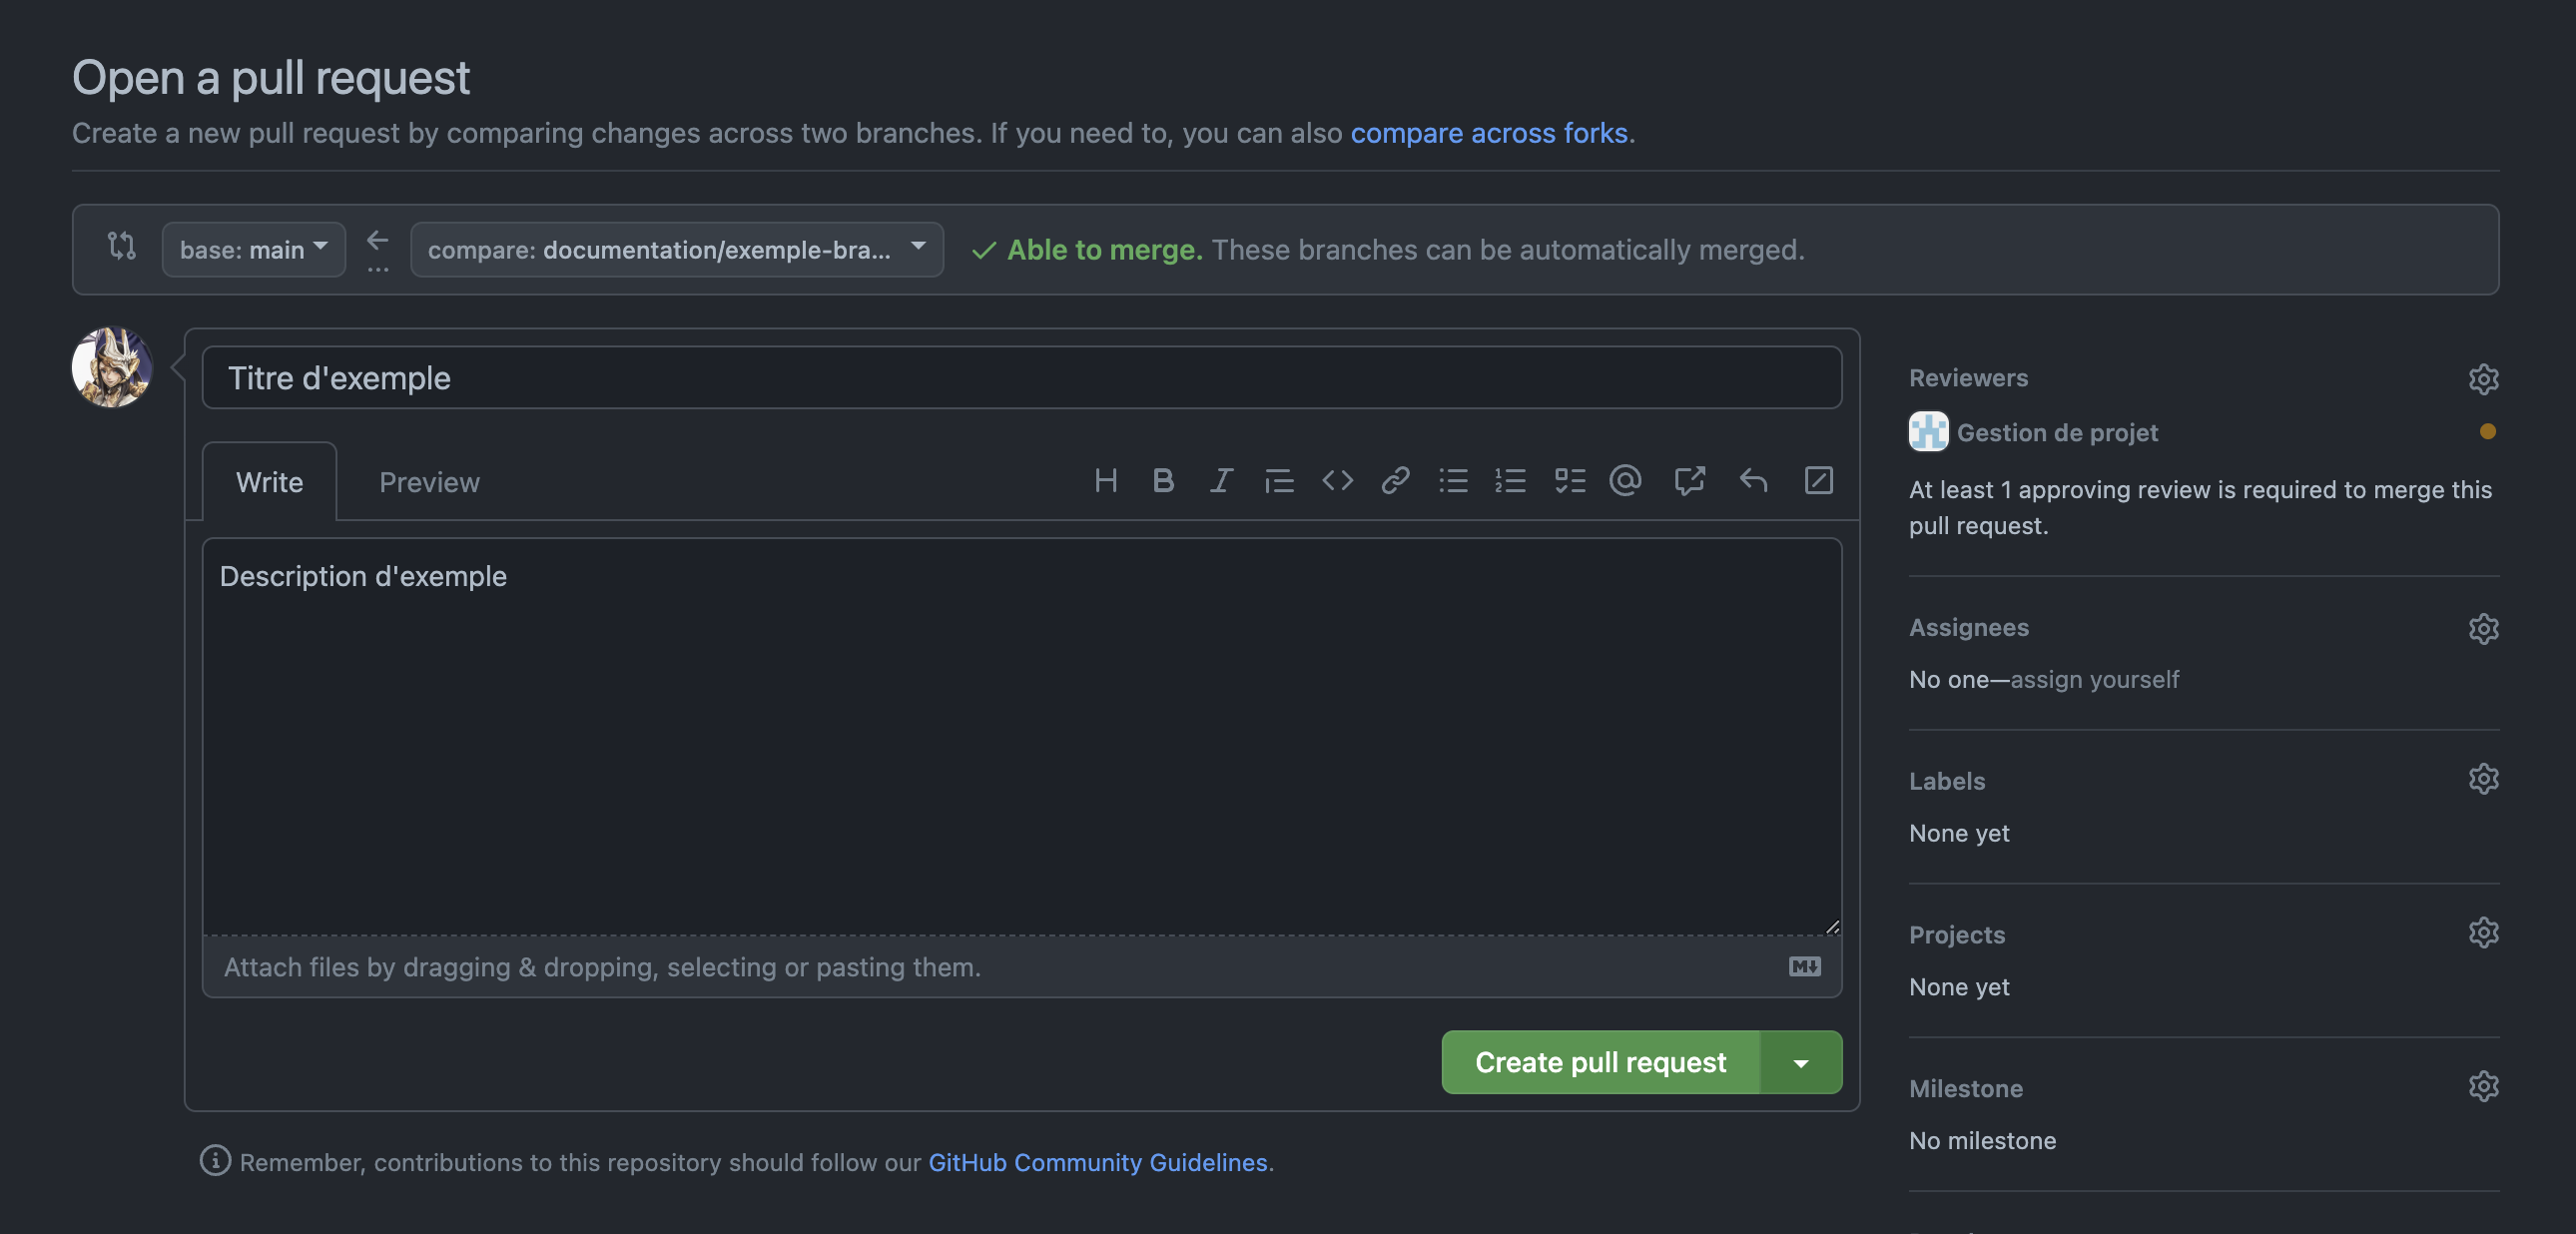 Open a pull request
Create a new pull request by comparing changes across two branches. If you need to, you can also compare across forks.
base: main
compare: documentation/exemple-bra...
Able to merge. These branches can be automatically merged.
Titre d'exemple
Write
Preview
Description d'exemple
Attach files by dragging & dropping, selecting or pasting them.
Create pull request
Remember, contributions to this repository should follow our GitHub Community Guidelines.
Reviewers
Gestion de projet
At least 1 approving review is required to merge this
pull request.
Assignees
No one—assign yourself
Labels
None yet
Projects
None yet
Milestone
No milestone